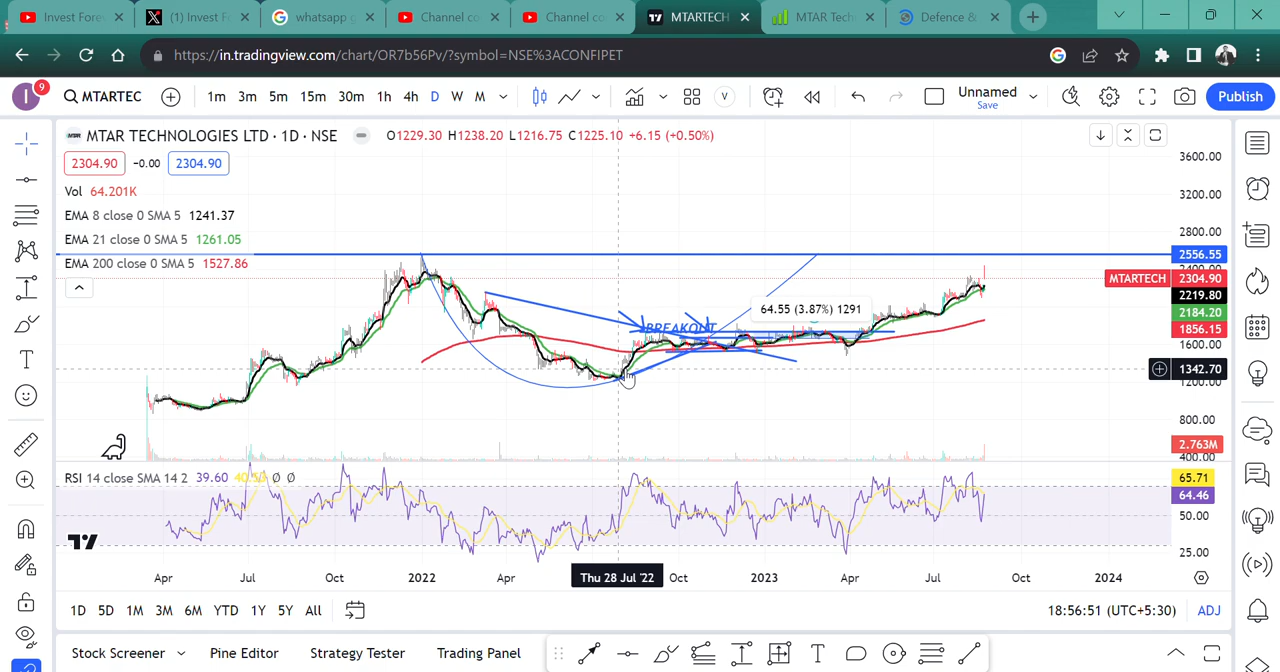 Invest Fores
(1) Invest F
whatsapp g
Channel co
Channel co
MTARTECH
MTAR Tech
Defence &
https://in.tradingview.com/chart/OR7b56Pv/?symbol=NSE%3ACONFIPET
I 9 MTARTEC 1m 3m 5m 15m 30m 1h 4h D W M V Unnamed Save Publish
MTAR TECHNOLOGIES LTD · 1D · NSE O1229.30 H1238.20 L1216.75 C1225.10 +6.15 (+0.50%)
2304.90 -0.00 2304.90
Vol 64.201K
EMA 8 close 0 SMA 5 1241.37
EMA 21 close 0 SMA 5 1261.05
EMA 200 close 0 SMA 5 1527.86
3600.00
3200.00
2800.00
2556.55
2400.00
MTARTECH 2304.90
2219.80
2184.20
1856.15
1600.00
1342.70
1200.00
800.00
2.763M
400.00
64.55 (3.87%) 1291
BREAKOUT
RSI 14 close SMA 14 2 39.60 40.50 Ø Ø
65.71
64.46
50.00
25.00
Apr Jul Oct 2022 Apr Thu 28 Jul '22 Oct 2023 Apr Jul Oct 2024
1D 5D 1M 3M 6M YTD 1Y 5Y All 18:56:51 (UTC+5:30) ADJ
Stock Screener Pine Editor Strategy Tester Trading Panel